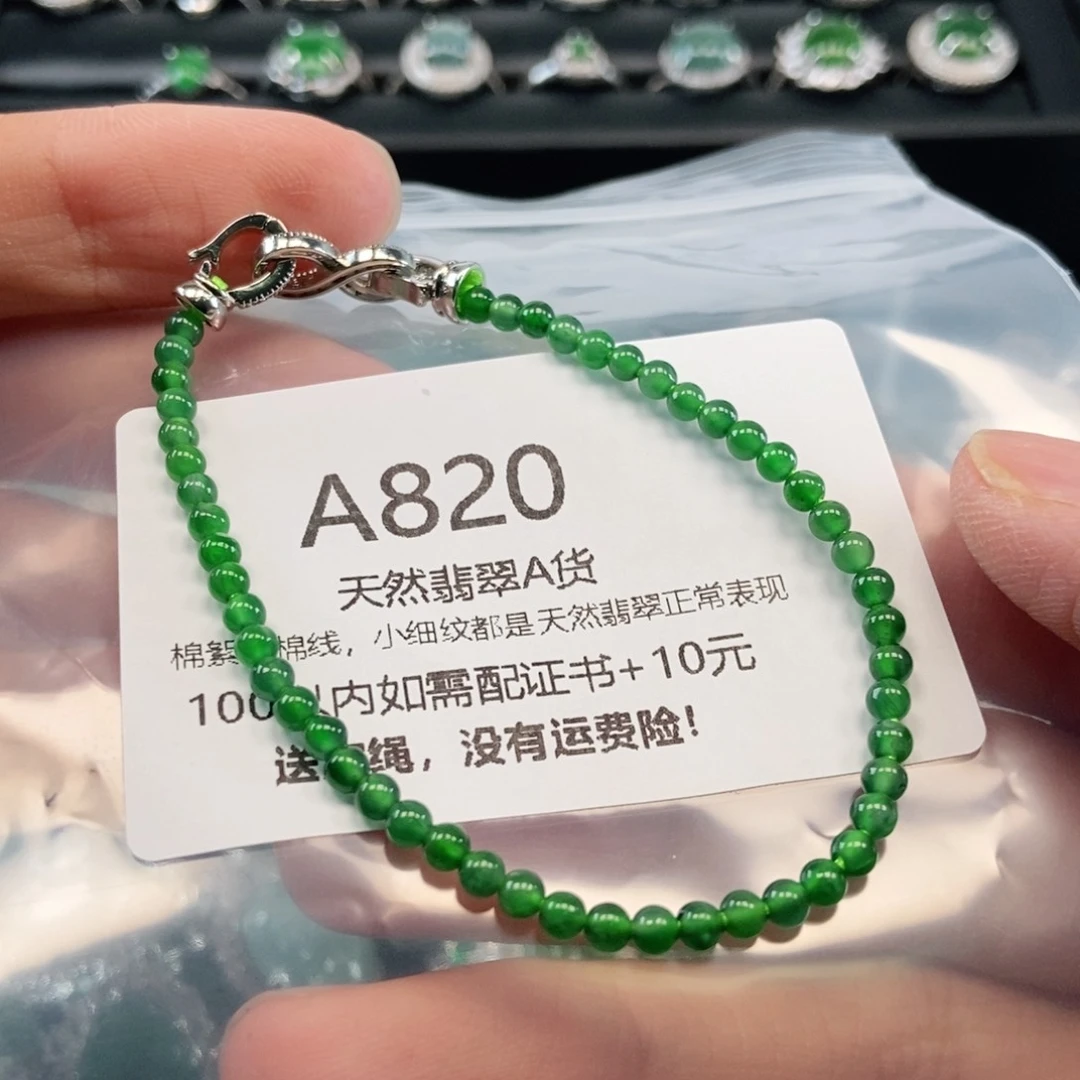 A820
天然翡翠A货
棉絮 棉线，小细纹都是天然翡翠正常表现
100 以内如需配证书+10元
送 绳，没有运费险！